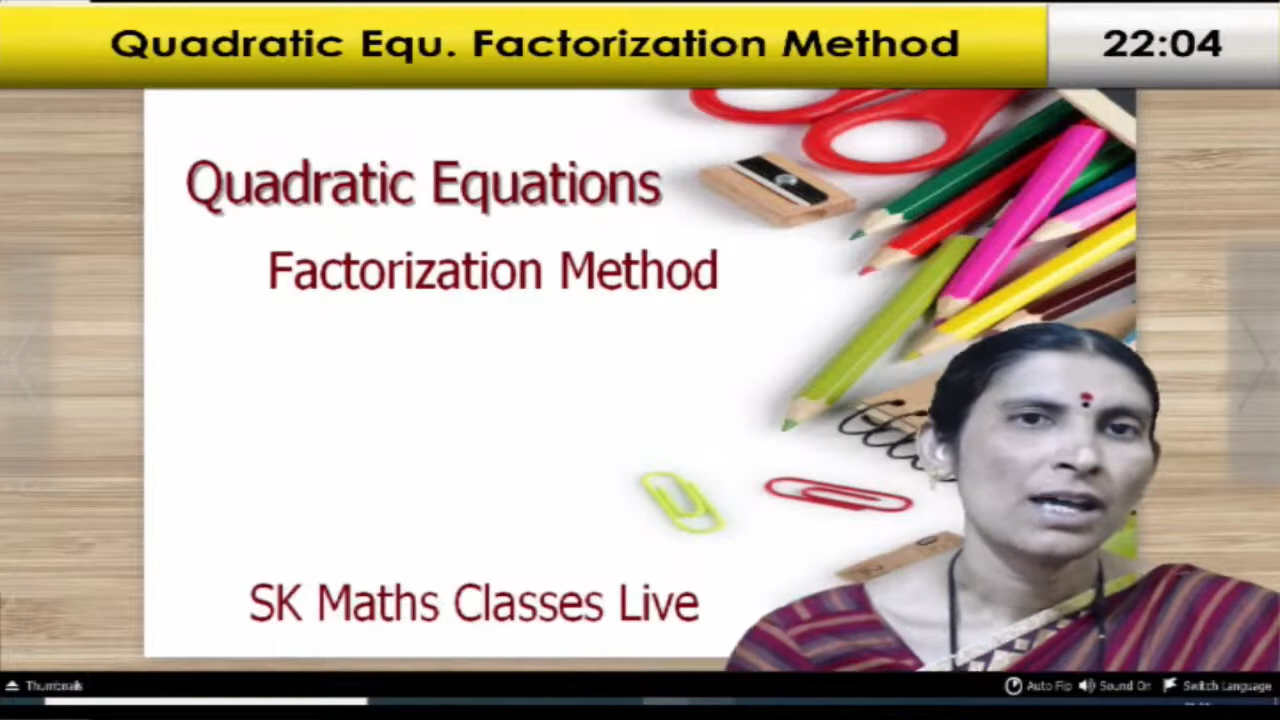 Quadratic Equ. Factorization Method
22:04
Quadratic Equations
Factorization Method
SK Maths Classes Live
Thumbnails
Auto Flip
Sound On
Switch Language